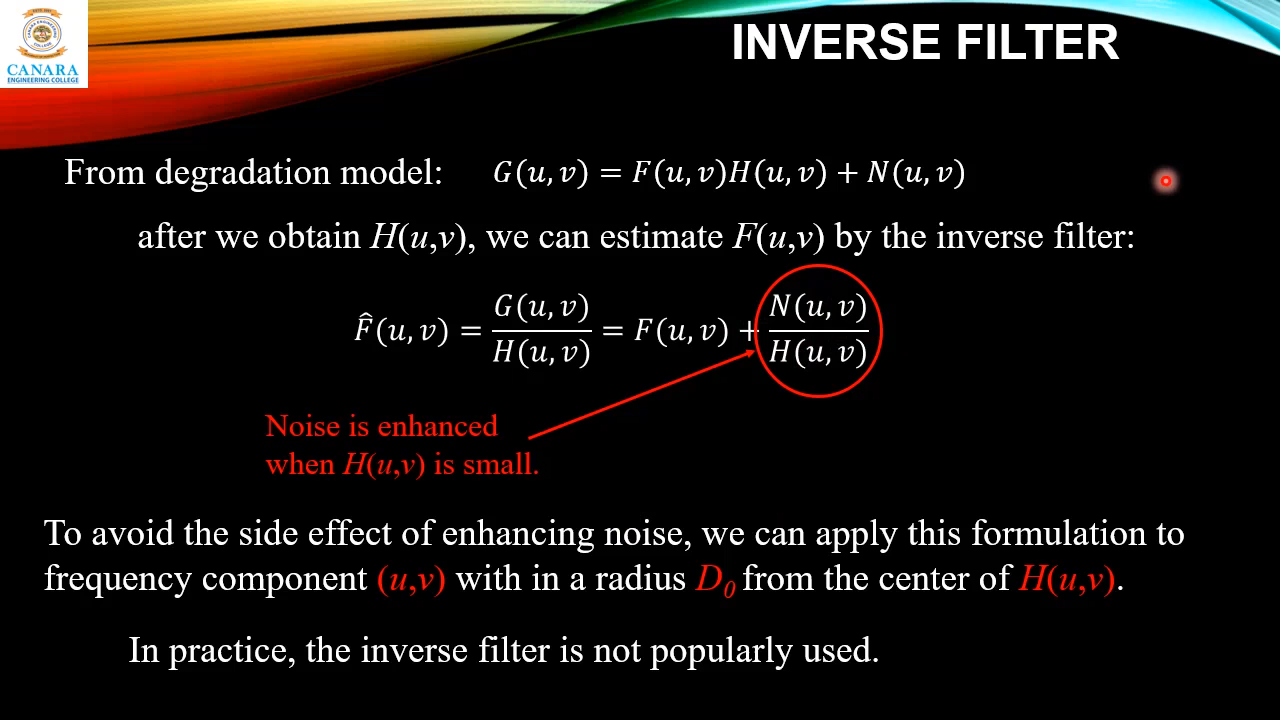 CANARA
ENGINEERING COLLEGE
INVERSE FILTER
From degradation model: G(u, v) = F(u, v)H(u, v) + N(u, v)
after we obtain H(u,v), we can estimate F(u,v) by the inverse filter:
F̂(u, v) = G(u, v) / H(u, v) = F(u, v) + N(u, v) / H(u, v)
Noise is enhanced
when H(u,v) is small.
To avoid the side effect of enhancing noise, we can apply this formulation to
frequency component (u,v) with in a radius D₀ from the center of H(u,v).
In practice, the inverse filter is not popularly used.